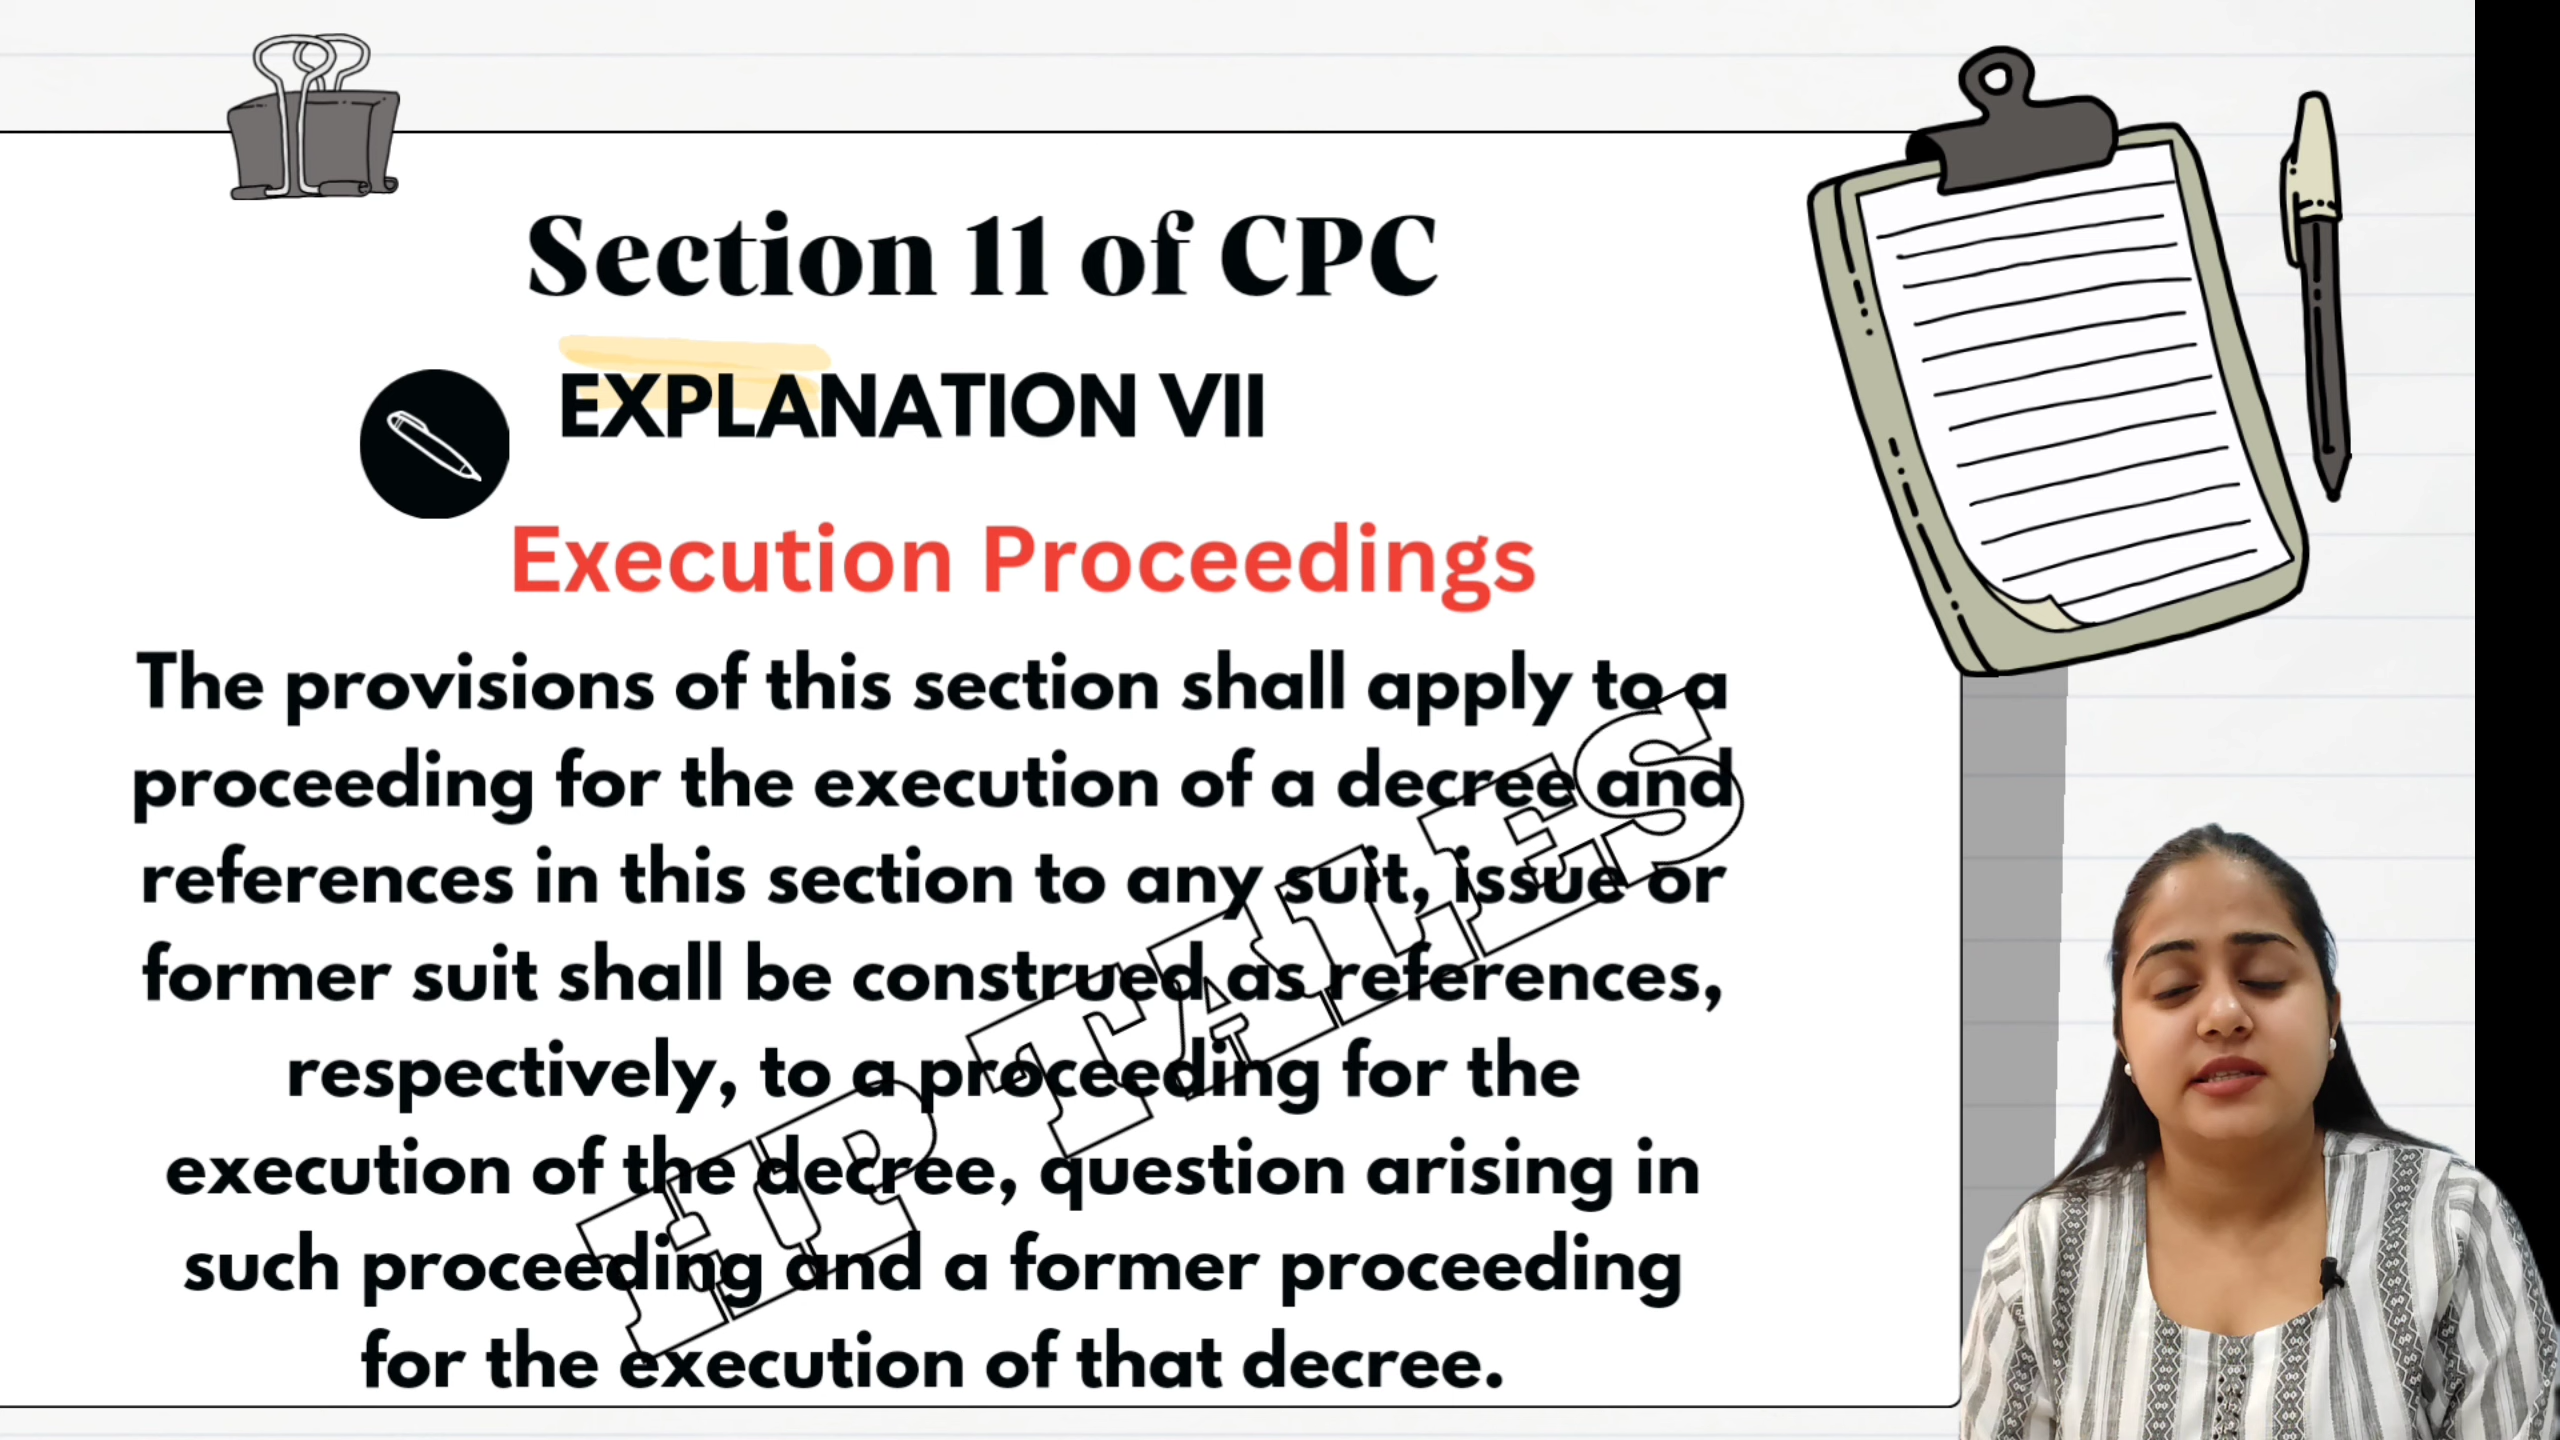 Section 11 of CPC
EXPLANATION VII
Execution Proceedings
The provisions of this section shall apply to a
proceeding for the execution of a decree and
references in this section to any suit, issue or
former suit shall be construed as references,
respectively, to a proceeding for the
execution of the decree, question arising in
such proceeding and a former proceeding
for the execution of that decree.
HP TALES